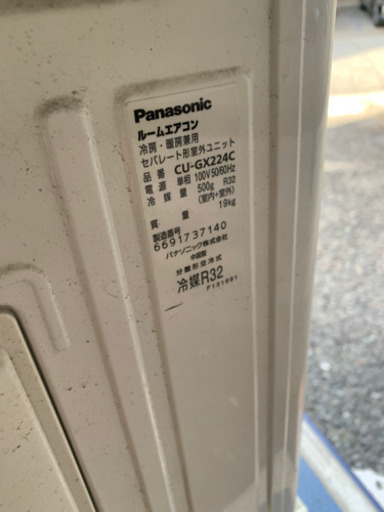 Panasonic
ルームエアコン
冷房・暖房兼用
セパレート形室外ユニット
品番 CU-GX224C
電源 単相 100V 50/60Hz
冷媒量 500g R32
(室内+室外)
質量 19kg
製造番号
6691737140
パナソニック株式会社
中国製
分離形空冷式
冷媒R32
F131991